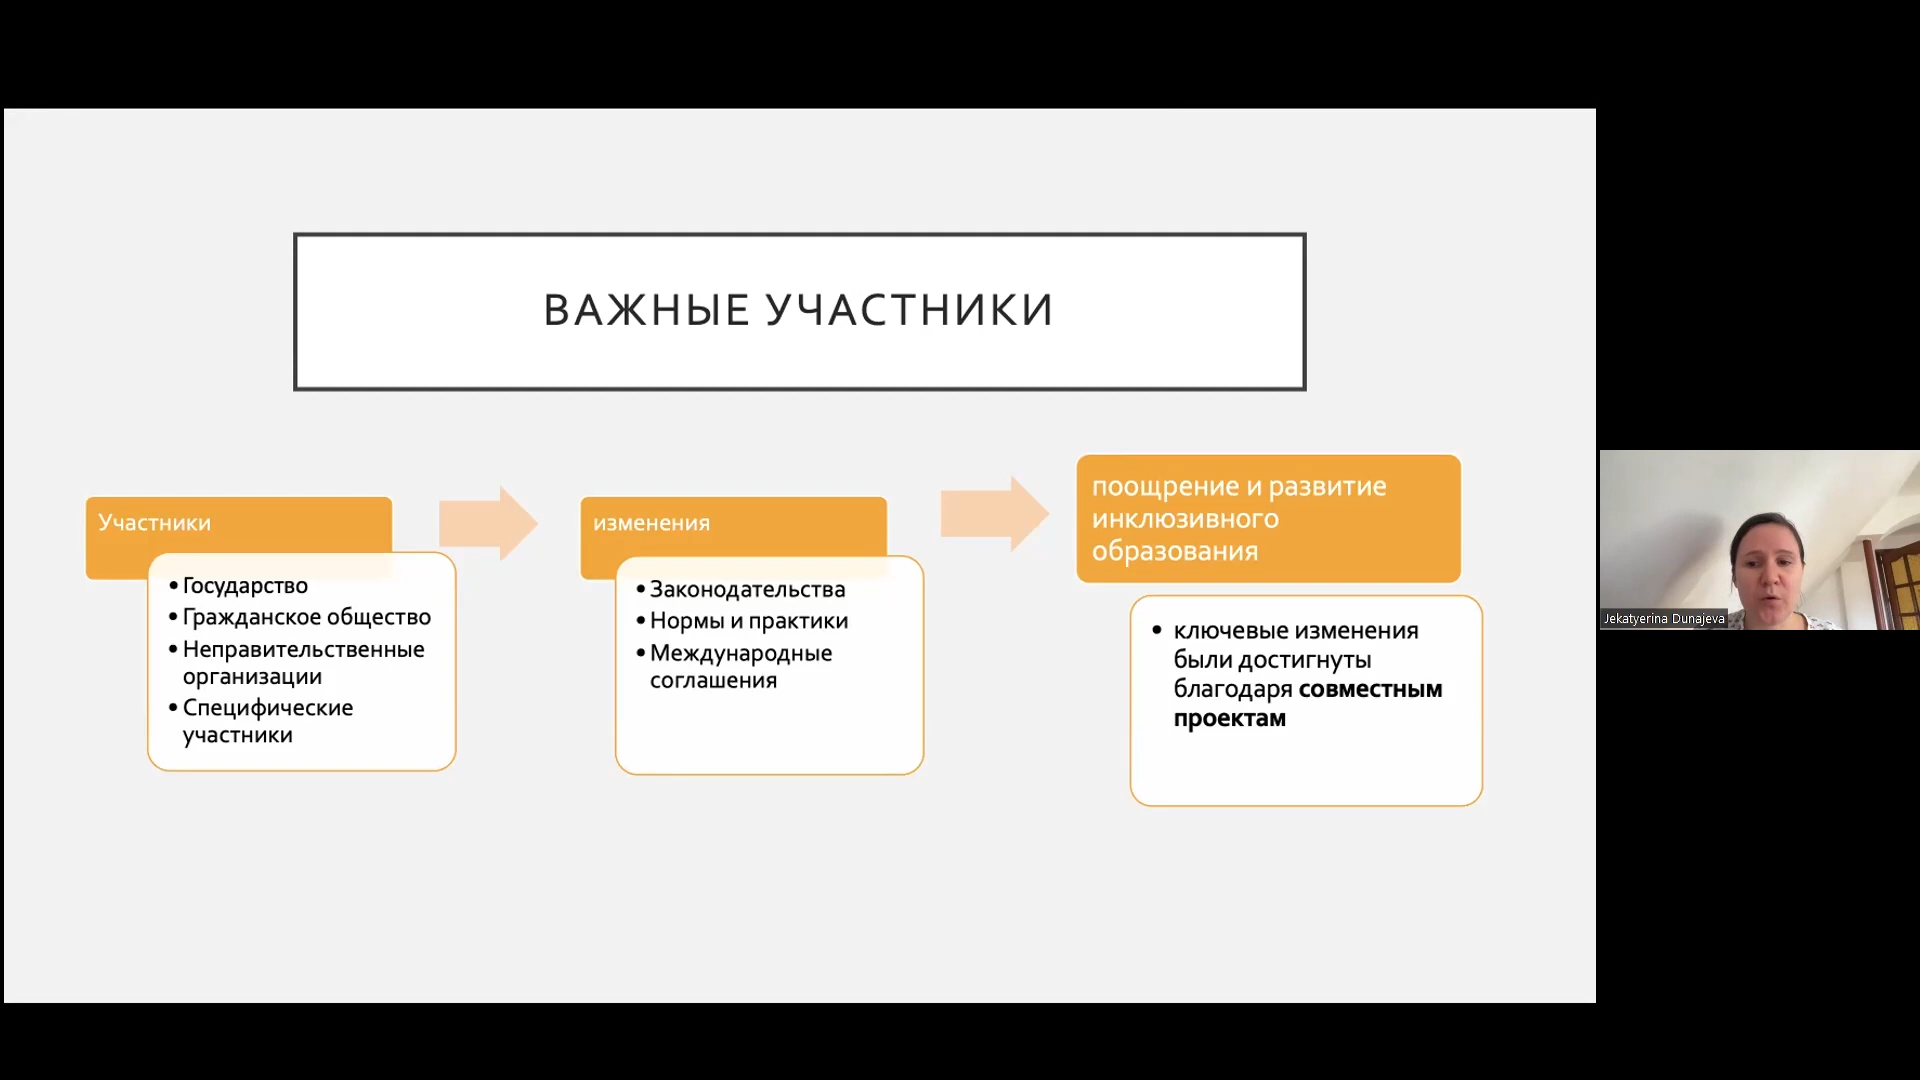 ВАЖНЫЕ УЧАСТНИКИ
Участники
• Государство
• Гражданское общество
• Неправительственные
организации
• Специфические
участники
изменения
• Законодательства
• Нормы и практики
• Международные
соглашения
поощрение и развитие
инклюзивного
образования
• ключевые изменения
были достигнуты
благодаря совместным
проектам
Jekatyerina Dunajeva